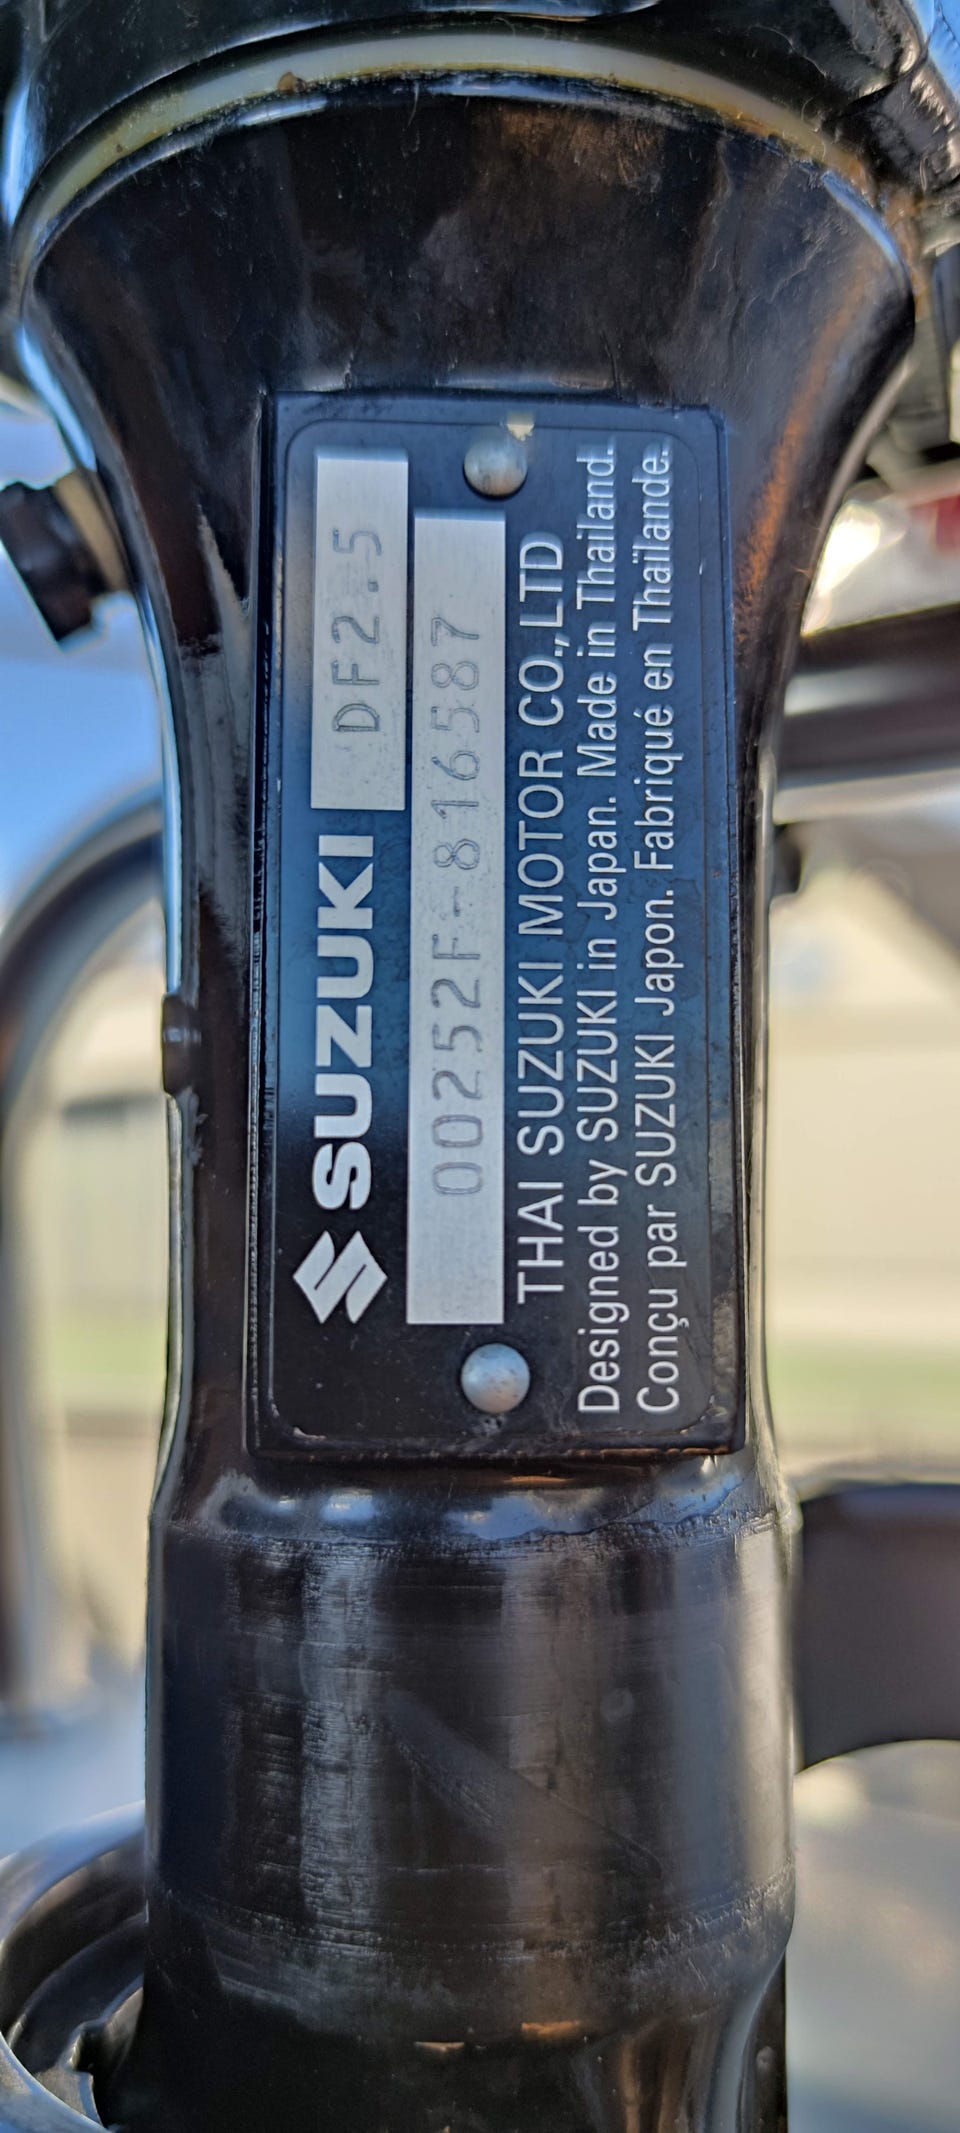 SUZUKI DF2.5
00252F-816587
THAI SUZUKI MOTOR CO.,LTD
Designed by SUZUKI in Japan. Made in Thailand.
Conçu par SUZUKI Japon. Fabriqué en Thaïlande.